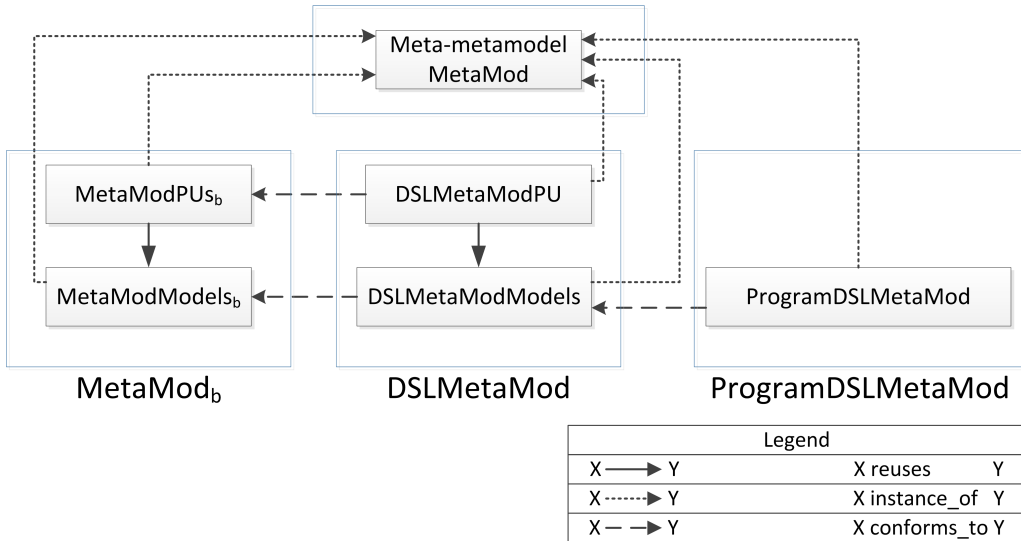 Meta-metamodel
MetaMod
MetaModPUsb
DSLMetaModPU
MetaModModelsb
DSLMetaModModels
ProgramDSLMetaMod
MetaModb
DSLMetaMod
ProgramDSLMetaMod
Legend
X Y X reuses Y
X Y X instance_of Y
X Y X conforms_to Y